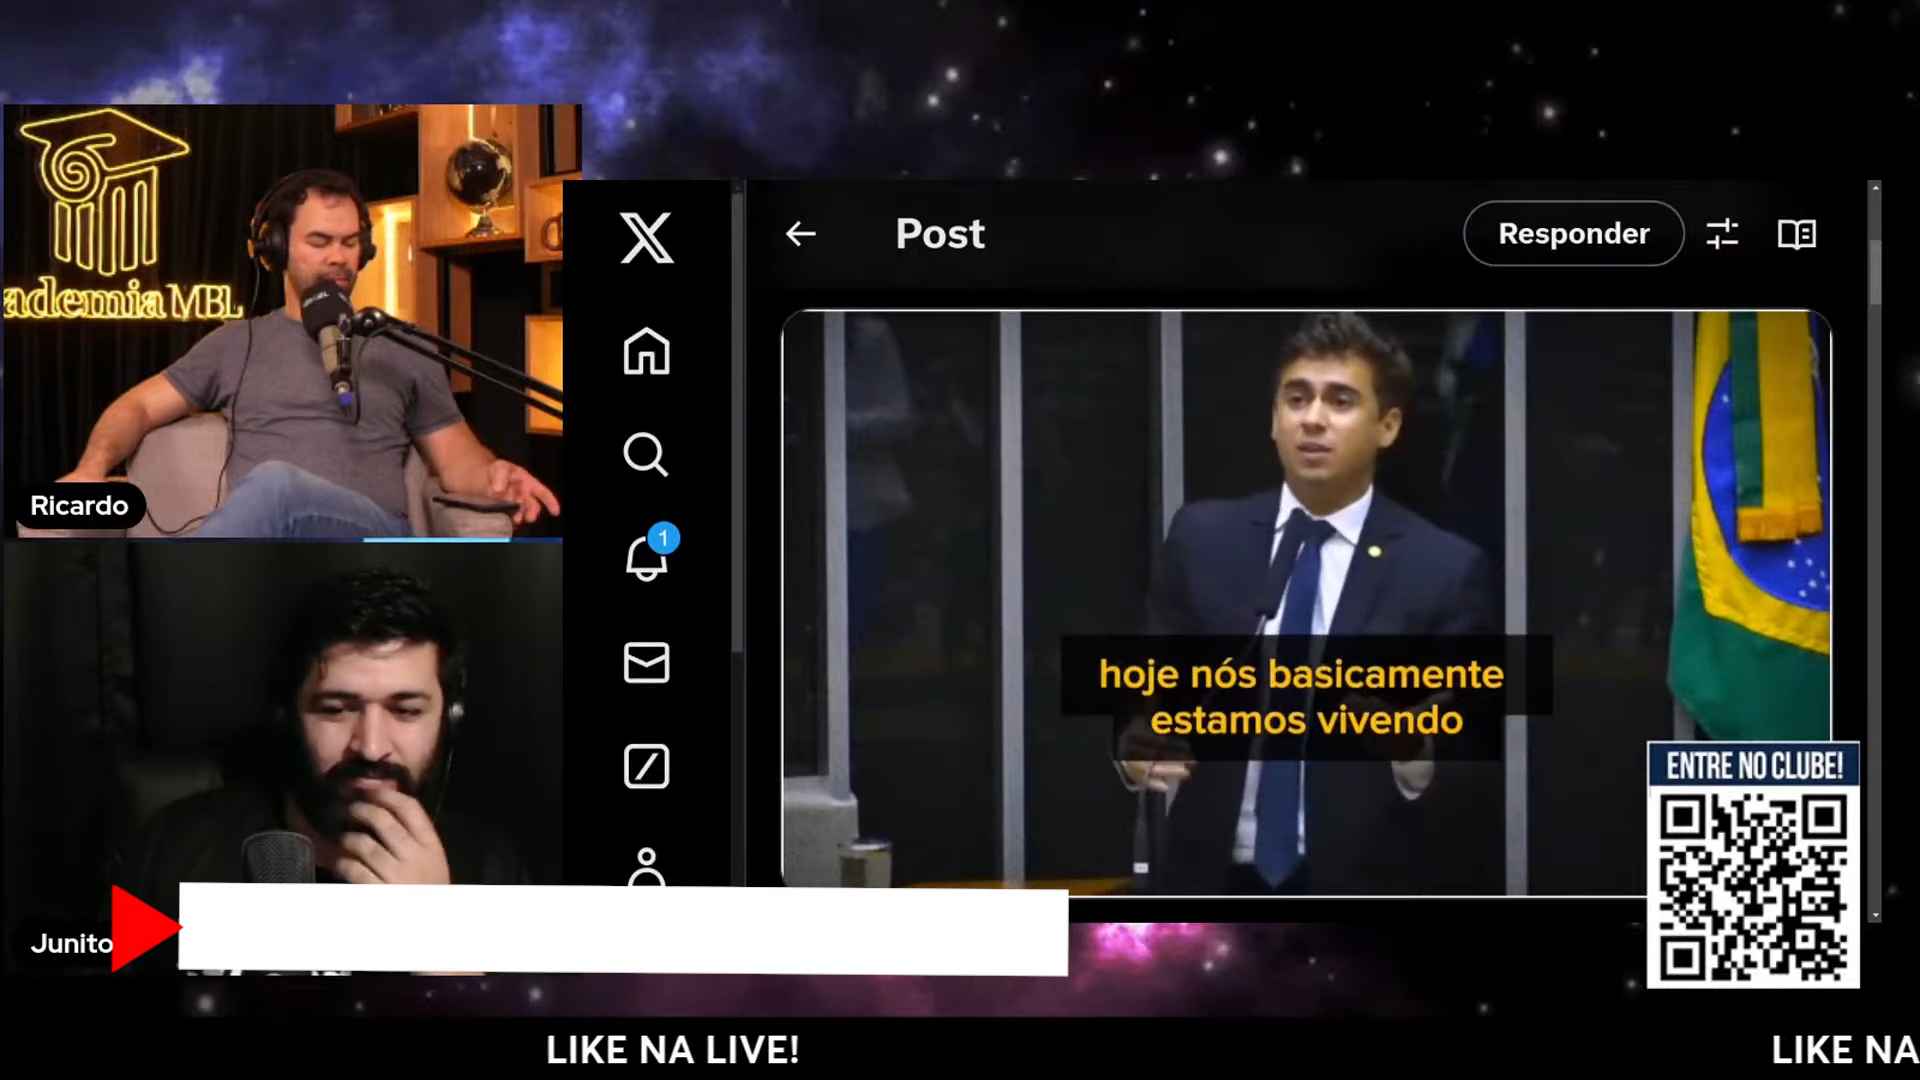 ademia MBL
Ricardo
Junito
Post
Responder
1
hoje nós basicamente
estamos vivendo
ENTRE NO CLUBE!
LIKE NA LIVE!
LIKE NA